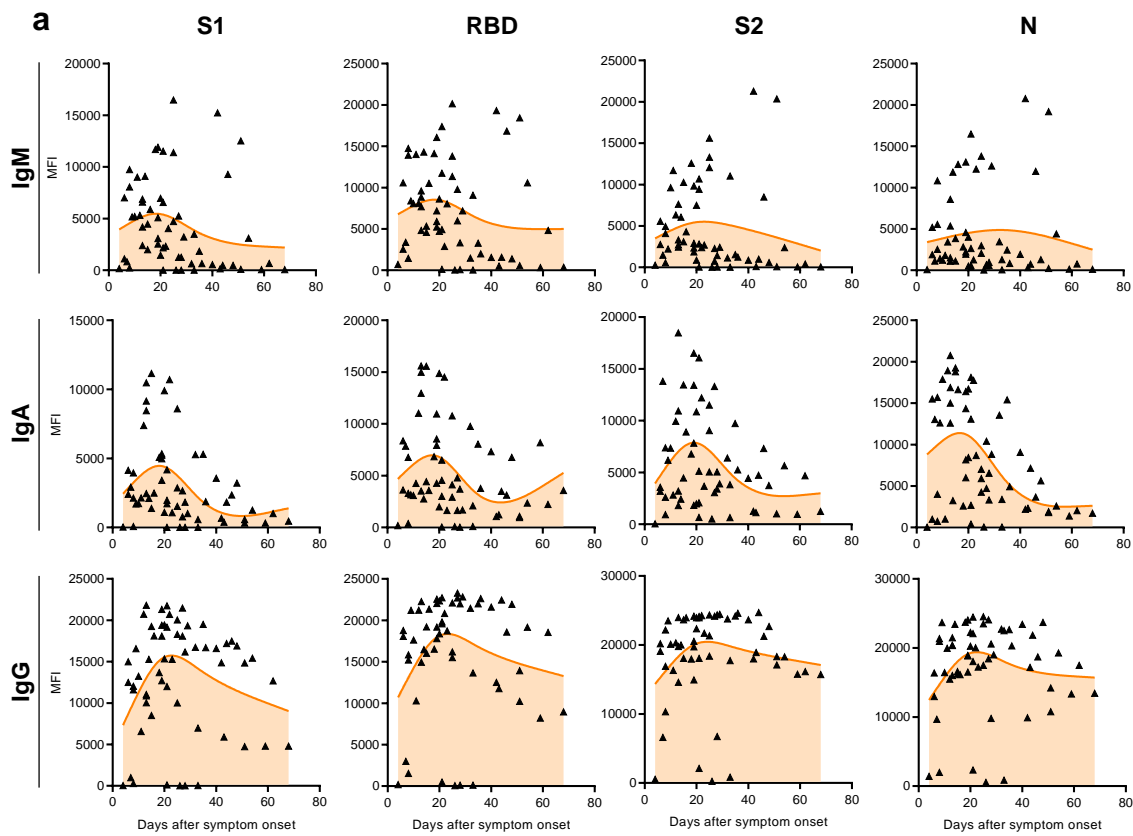 a
S1 RBD S2 N
IgM
MFI
20000 15000 10000 5000 0
0 20 40 60 80
25000 20000 15000 10000 5000 0
0 20 40 60 80
25000 20000 15000 10000 5000 0
0 20 40 60 80
25000 20000 15000 10000 5000 0
0 20 40 60 80
IgA
MFI
15000 10000 5000 0
0 20 40 60 80
20000 15000 10000 5000 0
0 20 40 60 80
20000 15000 10000 5000 0
0 20 40 60 80
25000 20000 15000 10000 5000 0
0 20 40 60 80
IgG
MFI
25000 20000 15000 10000 5000 0
0 20 40 60 80
25000 20000 15000 10000 5000 0
0 20 40 60 80
30000 20000 10000 0
0 20 40 60 80
30000 20000 10000 0
0 20 40 60 80
Days after symptom onset Days after symptom onset Days after symptom onset Days after symptom onset